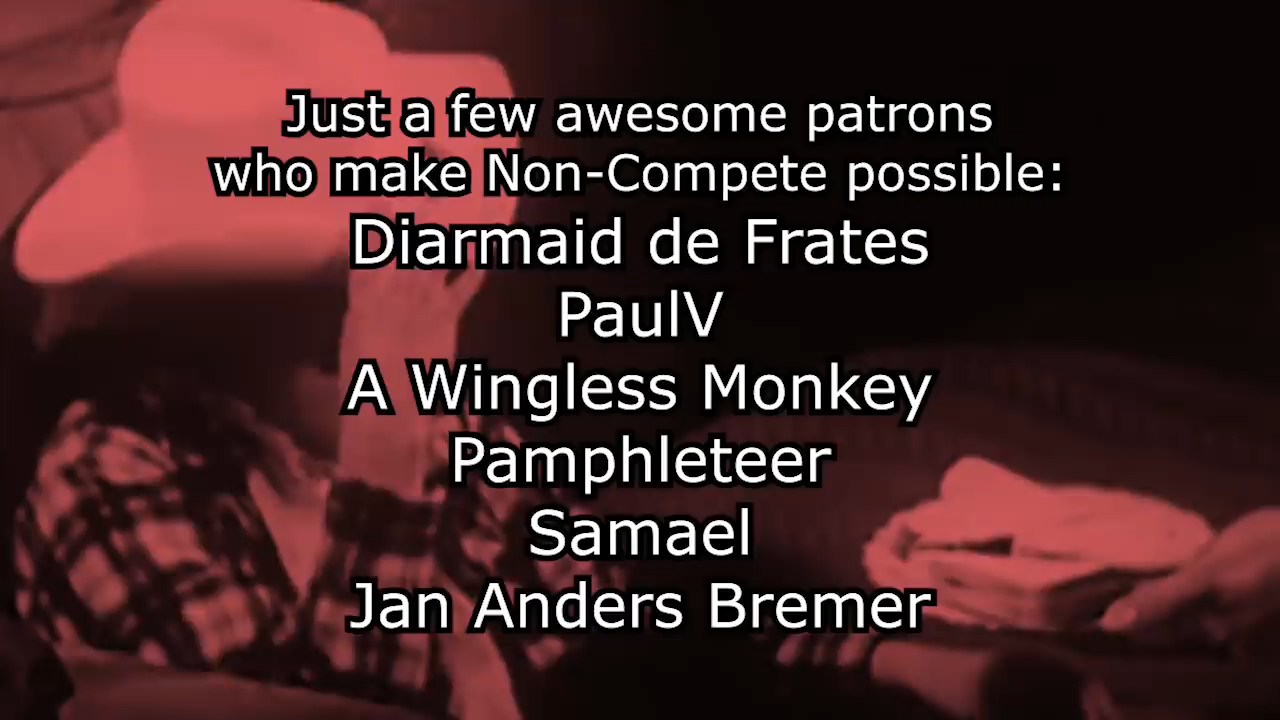 Just a few awesome patrons
who make Non-Compete possible:
Diarmaid de Frates
PaulV
A Wingless Monkey
Pamphleteer
Samael
Jan Anders Bremer